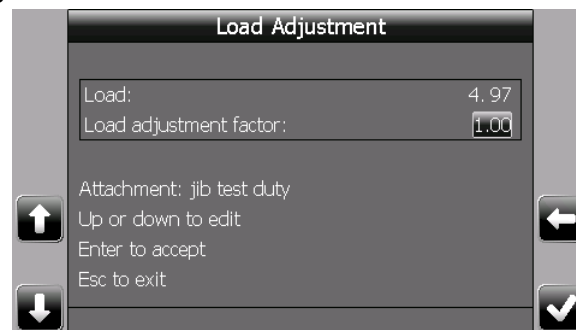 Load Adjustment
Load: 4.97
Load adjustment factor: 1.00
Attachment: jib test duty
Up or down to edit
Enter to accept
Esc to exit